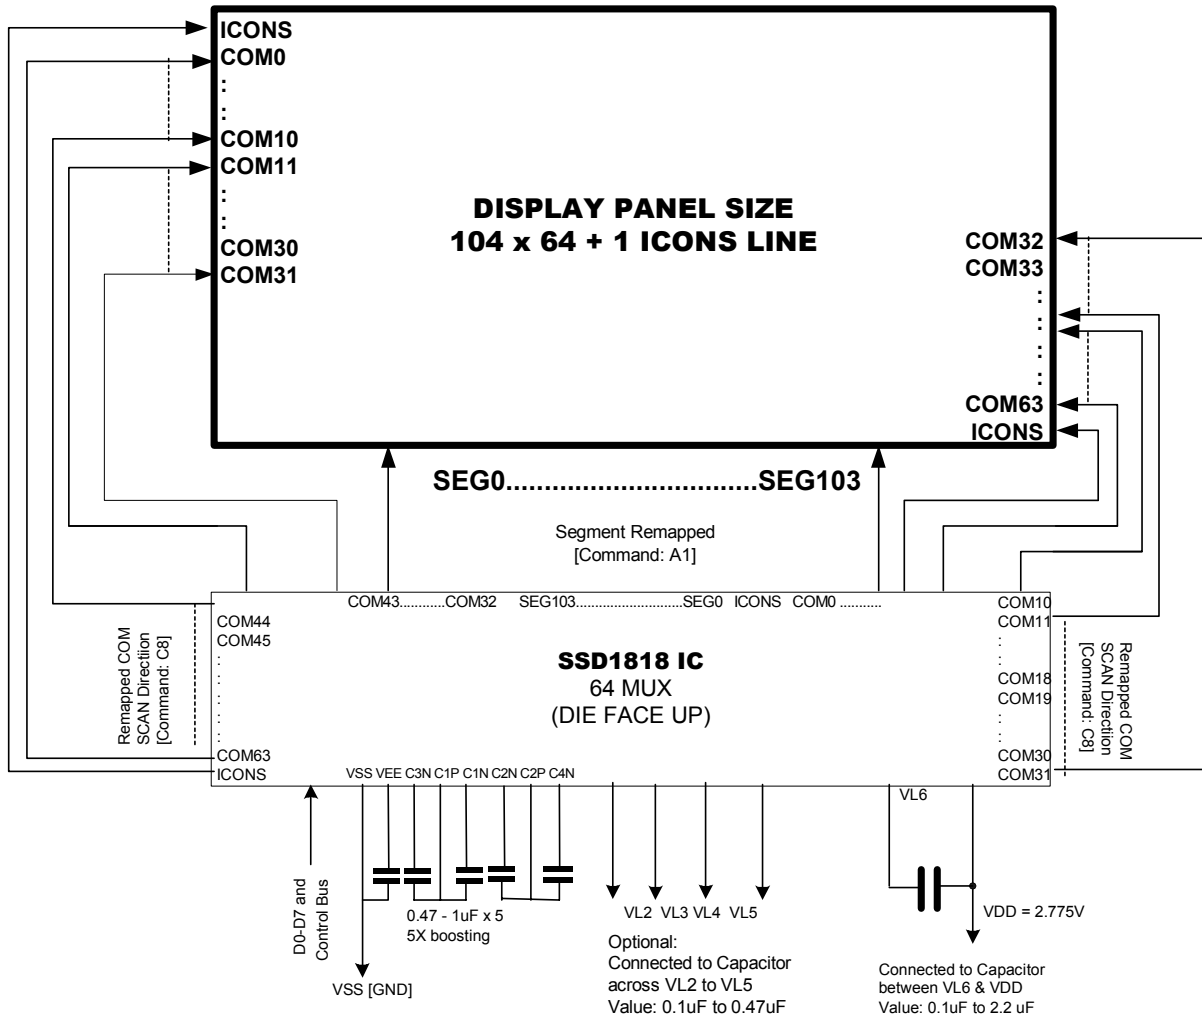 ICONS
COM0
:
:
COM10
COM11
:
:
COM30
COM31
DISPLAY PANEL SIZE
104 x 64 + 1 ICONS LINE
COM32
COM33
:
:
:
:
COM63
ICONS
SEG0................................SEG103
Segment Remapped
[Command: A1]
COM43............COM32 SEG103............................SEG0 ICONS COM0 ...........
COM44
COM45
:
:
:
:
:
COM63
ICONS
Remapped COM
SCAN Directiion
[Command: C8]
SSD1818 IC
64 MUX
(DIE FACE UP)
COM10
COM11
:
:
COM18
COM19
:
:
COM30
COM31
Remapped COM
SCAN Directiion
[Command: C8]
VSS VEE C3N C1P C1N C2N C2P C4N
VL6
D0-D7 and
Control Bus
0.47 - 1uF x 5
5X boosting
VSS [GND]
VL2 VL3 VL4 VL5
Optional:
Connected to Capacitor
across VL2 to VL5
Value: 0.1uF to 0.47uF
VDD = 2.775V
Connected to Capacitor
between VL6 & VDD
Value: 0.1uF to 2.2 uF